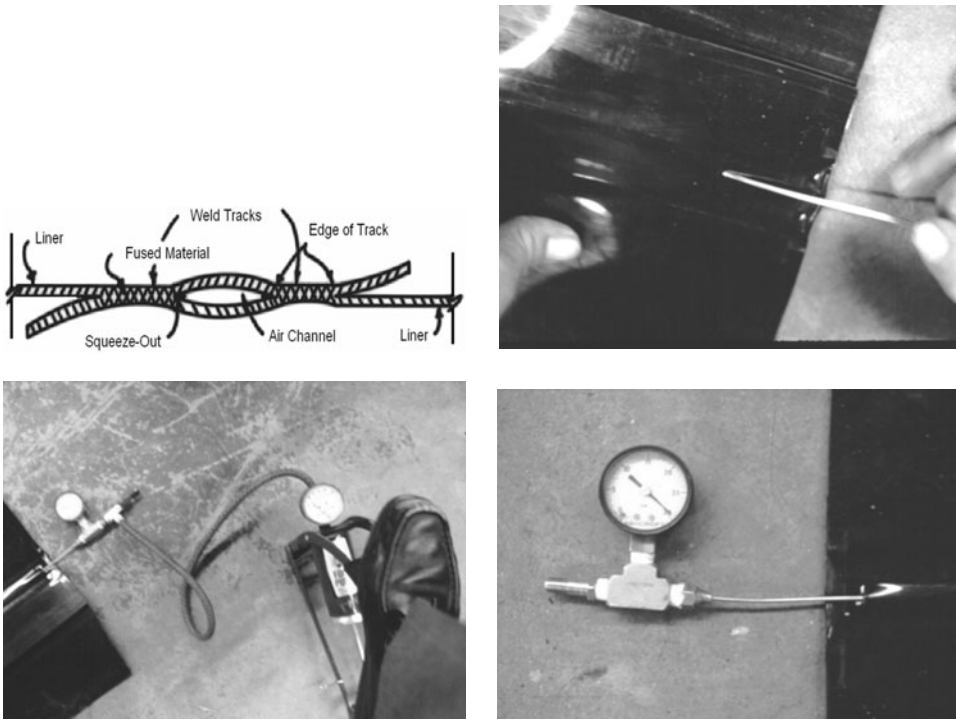 Weld Tracks
Liner
Edge of Track
Fused Material
Squeeze-Out
Air Channel
Liner